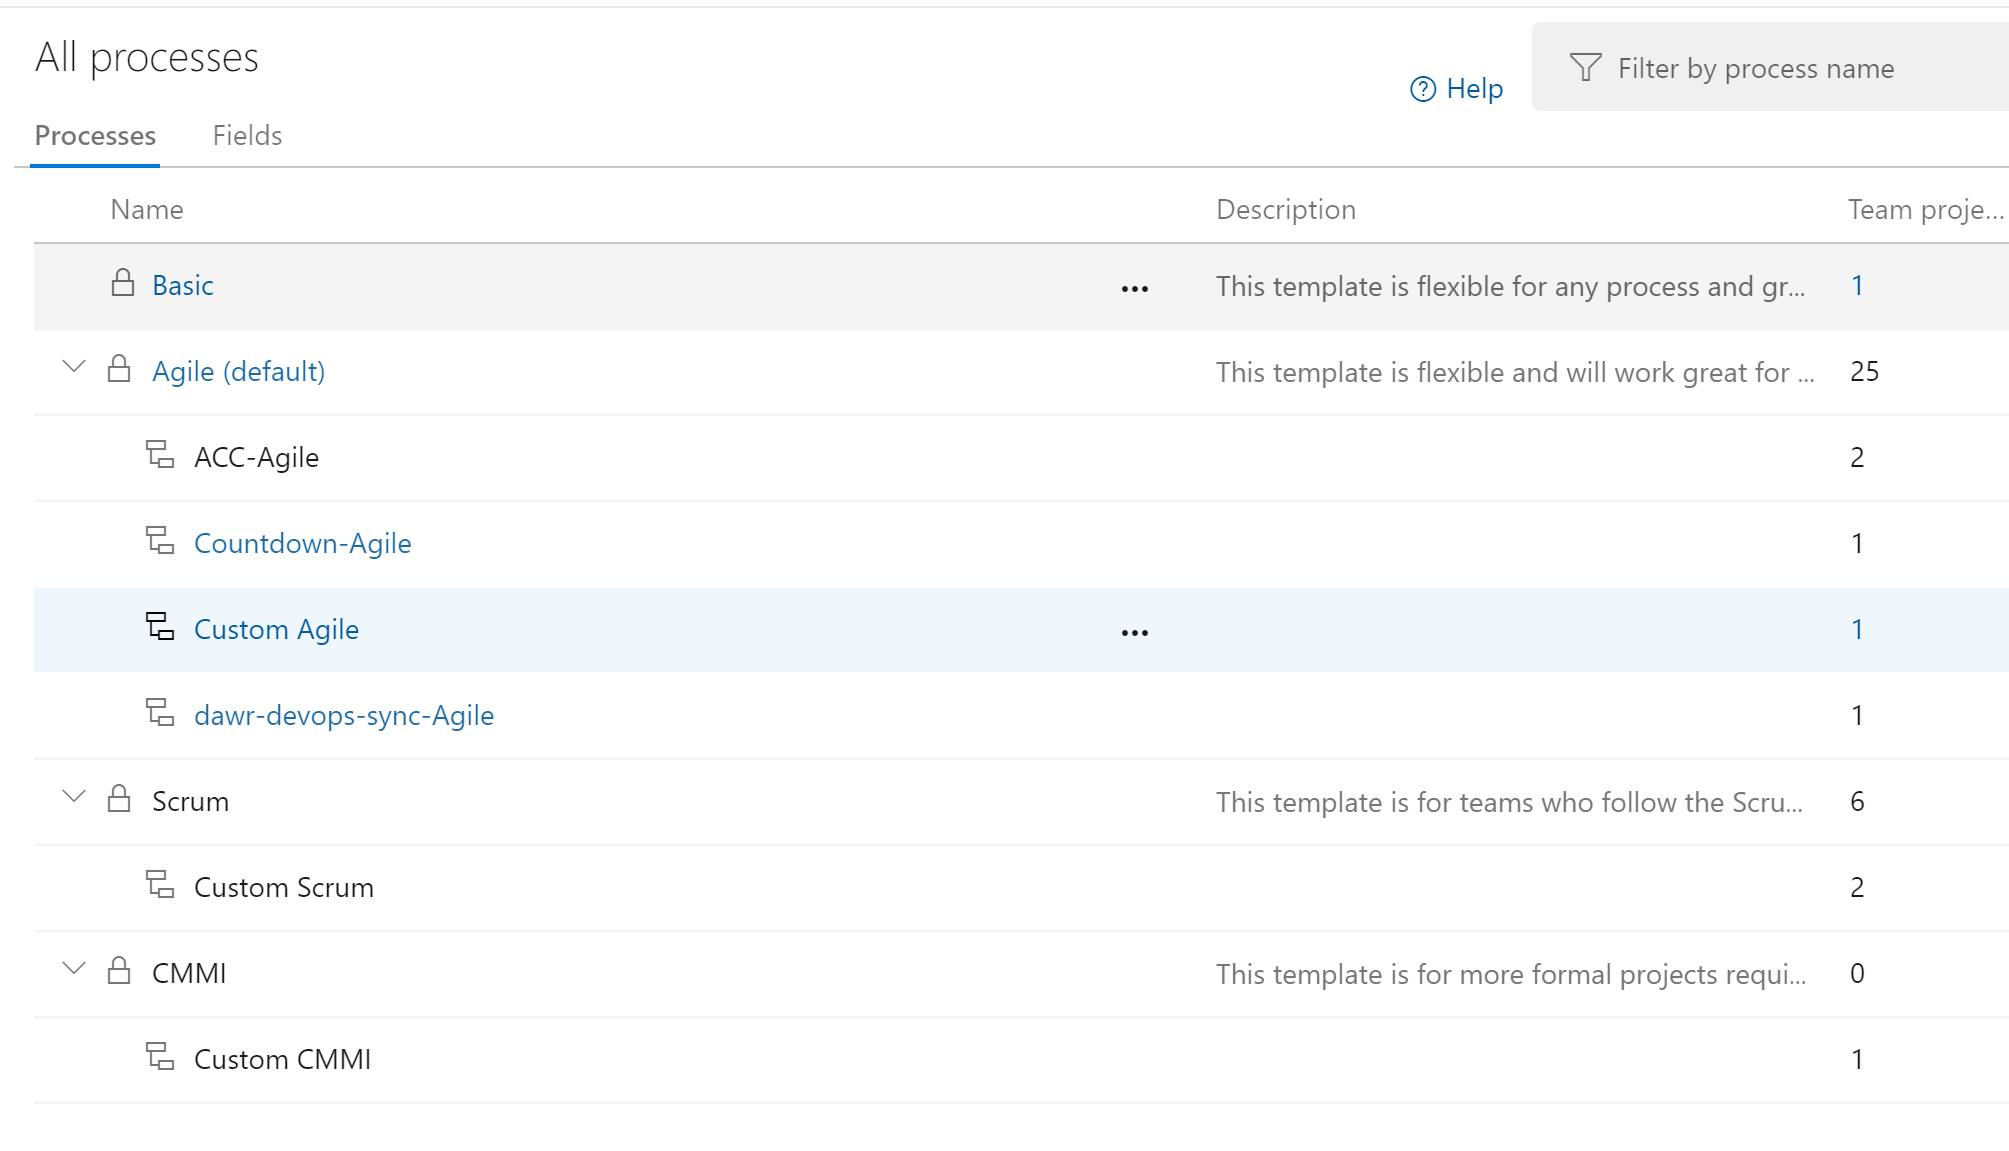 All processes
Help
Filter by process name
Processes Fields
Name Description Team proje...
Basic ... This template is flexible for any process and gr... 1
Agile (default) This template is flexible and will work great for ... 25
ACC-Agile 2
Countdown-Agile 1
Custom Agile ... 1
dawr-devops-sync-Agile 1
Scrum This template is for teams who follow the Scru... 6
Custom Scrum 2
CMMI This template is for more formal projects requi... 0
Custom CMMI 1